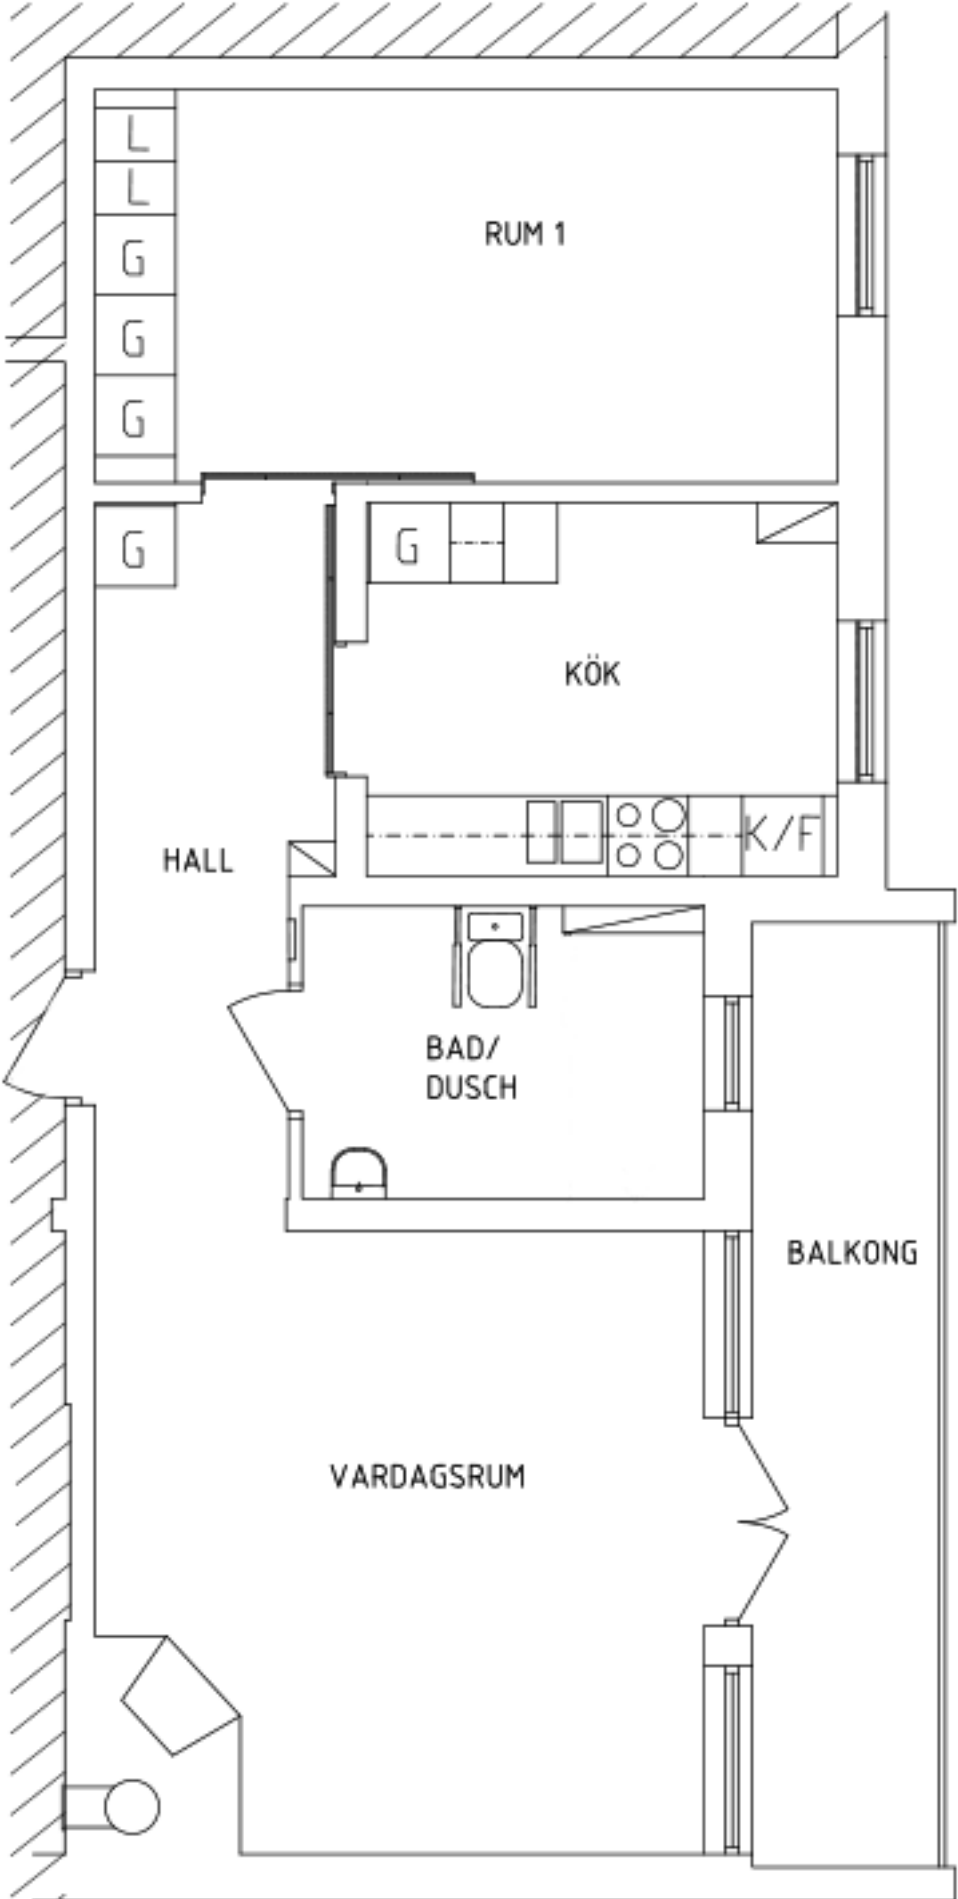 L
L
RUM 1
G
G
G
G
G
KÖK
K/F
HALL
BAD/
DUSCH
BALKONG
VARDAGSRUM